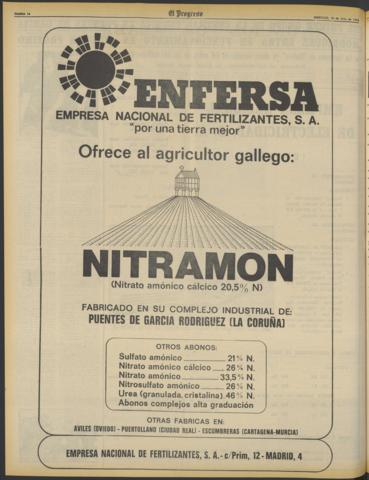 El Progreso
ENFERSA
EMPRESA NACIONAL DE FERTILIZANTES, S. A.
"por una tierra mejor"
Ofrece al agricultor gallego:
NITRAMON
(Nitrato amónico cálcico 20,5% N)
FABRICADO EN SU COMPLEJO INDUSTRIAL DE:
PUENTES DE GARCIA RODRIGUEZ (LA CORUÑA)
OTROS ABONOS:
Sulfato amónico 21% N.
Nitrato amónico cálcico 26% N.
Nitrato amónico 33,5% N.
Nitrosulfato amónico 26% N.
Urea (granulada, cristalina) 46% N.
Abonos complejos alta graduación
OTRAS FABRICAS EN:
AVILES (OVIEDO) - PUERTOLLANO (CIUDAD REAL) - ESCOMBRERAS (CARTAGENA-MURCIA)
EMPRESA NACIONAL DE FERTILIZANTES, S. A. - c/Prim, 12 - MADRID, 4